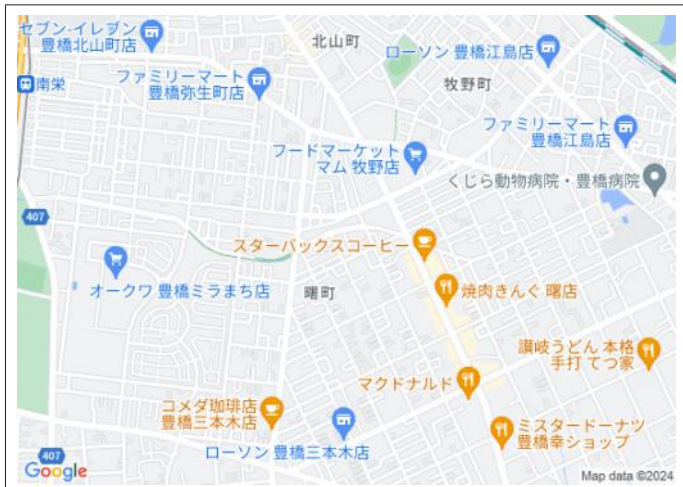 セブン-イレブン
豊橋北山町店
北山町
ローソン 豊橋江島店
南栄
ファミリーマート
豊橋弥生町店
牧野町
ファミリーマート
豊橋江島店
フードマーケット
マム 牧野店
くじら動物病院・豊橋病院
407
スターバックスコーヒー
オークワ 豊橋ミラまち店
曙町
焼肉きんぐ 曙店
讃岐うどん 本格
手打 てつ家
マクドナルド
コメダ珈琲店
豊橋三本木店
ローソン 豊橋三本木店
ミスタードーナツ
豊橋幸ショップ
407
Google
Map data ©2024